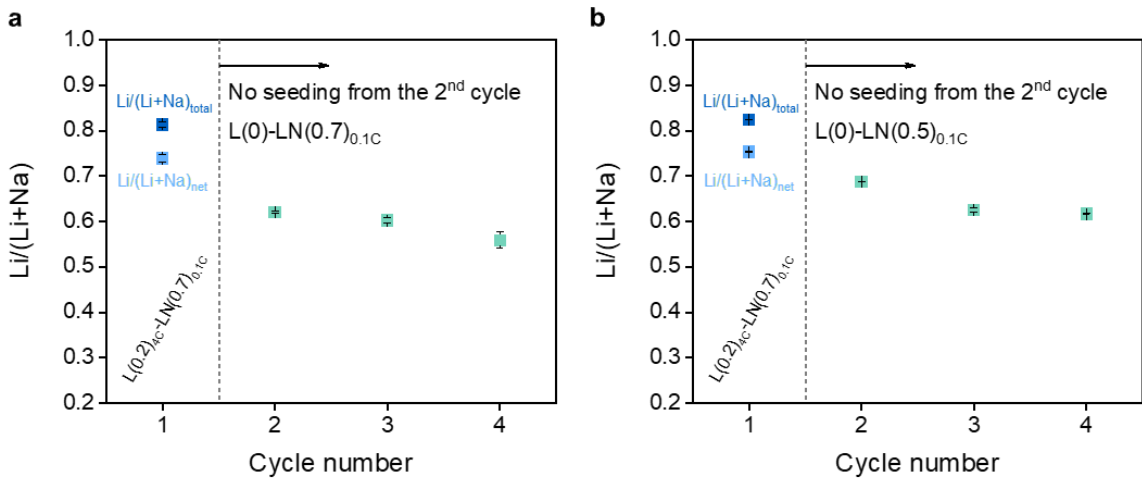 a
1.0
0.9
0.8
0.7
0.6
0.5
0.4
0.3
0.2
Li/(Li+Na)
Li/(Li+Na)total
Li/(Li+Na)net
L(0.2)4C-LN(0.7)0.1C
No seeding from the 2nd cycle
L(0)-LN(0.7)0.1C
1 2 3 4
Cycle number
b
1.0
0.9
0.8
0.7
0.6
0.5
0.4
0.3
0.2
Li/(Li+Na)
Li/(Li+Na)total
Li/(Li+Na)net
L(0.2)4C-LN(0.7)0.1C
No seeding from the 2nd cycle
L(0)-LN(0.5)0.1C
1 2 3 4
Cycle number